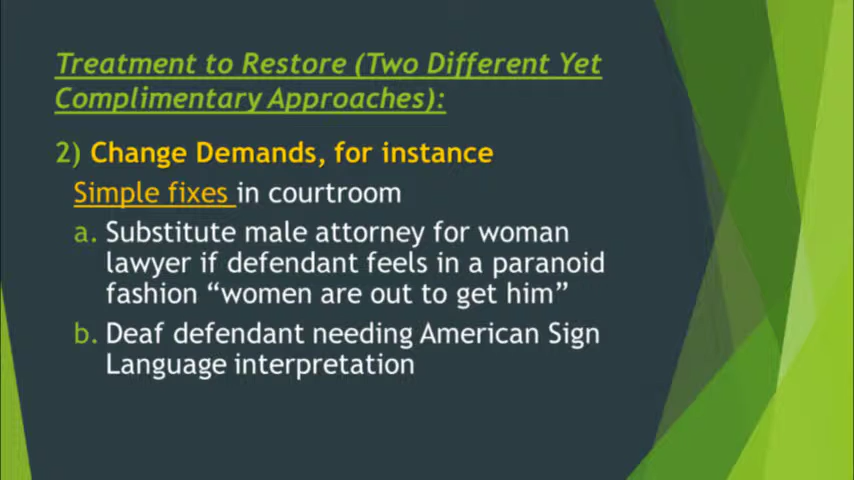 Treatment to Restore (Two Different Yet
Complimentary Approaches):
2) Change Demands, for instance
Simple fixes in courtroom
a. Substitute male attorney for woman
lawyer if defendant feels in a paranoid
fashion “women are out to get him”
b. Deaf defendant needing American Sign
Language interpretation